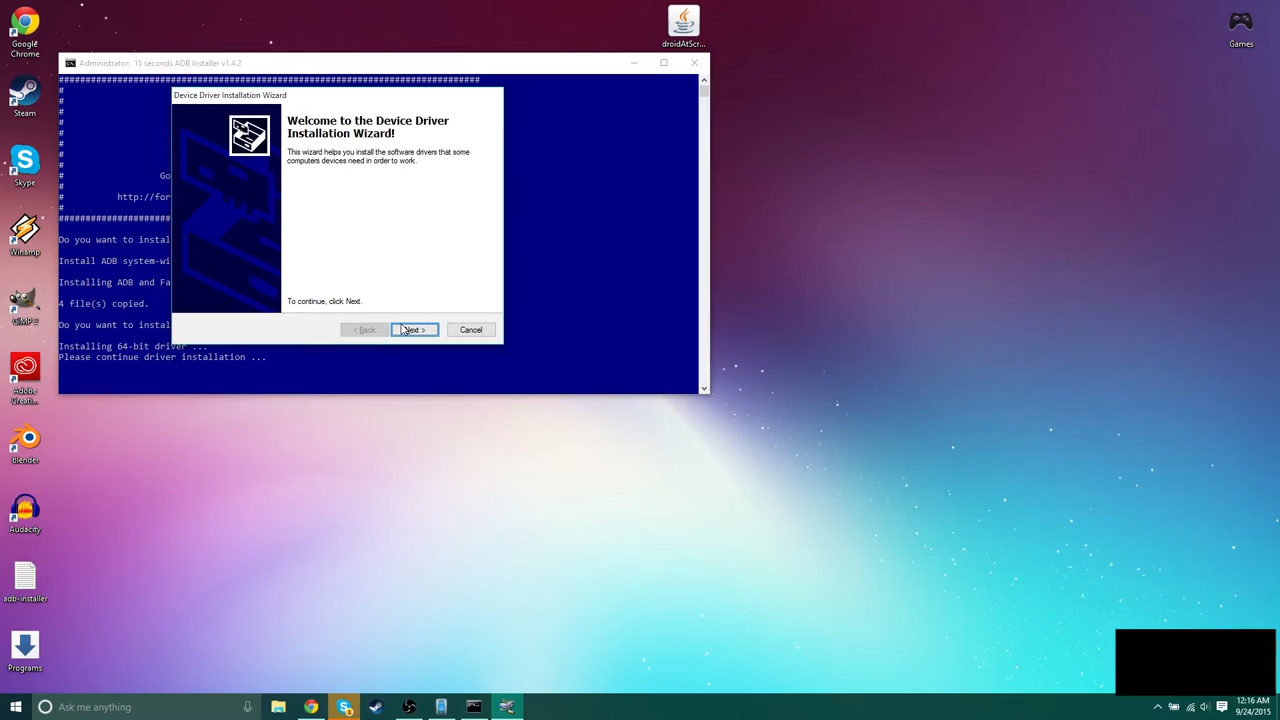 Google
Chrome
Steam
Skype
Winamp
GIMP 2
Adobe
Creati...
Blender
Audacity
adb-installer
Programs
droidAtScr...
Games
Administrator: 15 seconds ADB Installer v1.4.2
###############################################################################
#
#
#
#
#
#
#
#
# Go
#
# http://for
#
#####################
Do you want to instal
Install ADB system-wi
Installing ADB and Fa
4 file(s) copied.
Do you want to instal
Installing 64-bit driver ...
Please continue driver installation ...
Device Driver Installation Wizard
Welcome to the Device Driver
Installation Wizard!
This wizard helps you install the software drivers that some
computers devices need in order to work.
To continue, click Next.
< Back
Next >
Cancel
Ask me anything
12:16 AM
9/24/2015